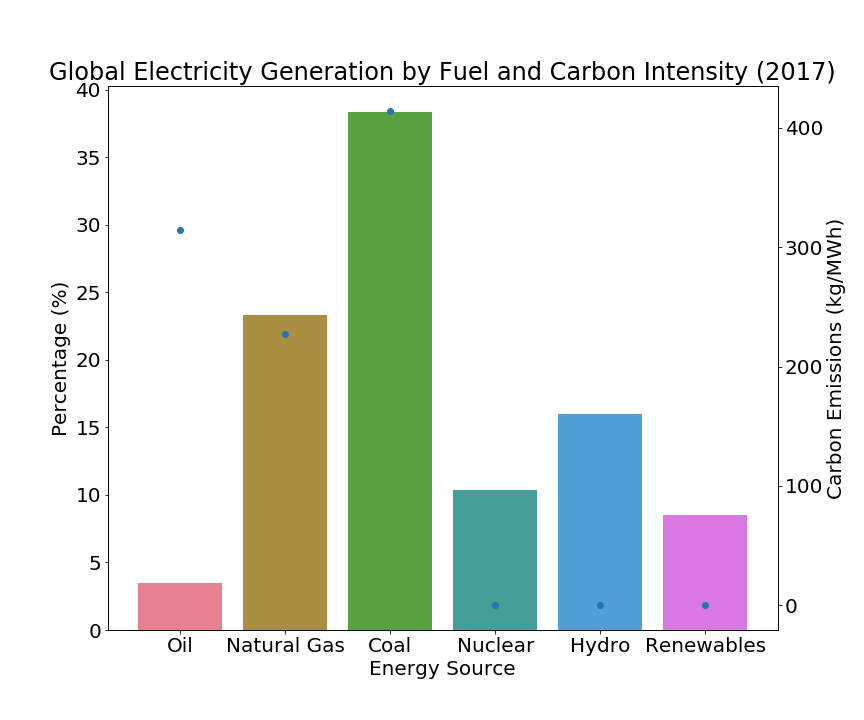 Global Electricity Generation by Fuel and Carbon Intensity (2017)
40
35
30
25
20
15
10
5
0
Percentage (%)
400
300
200
100
0
Carbon Emissions (kg/MWh)
Oil Natural Gas Coal Nuclear Hydro Renewables
Energy Source